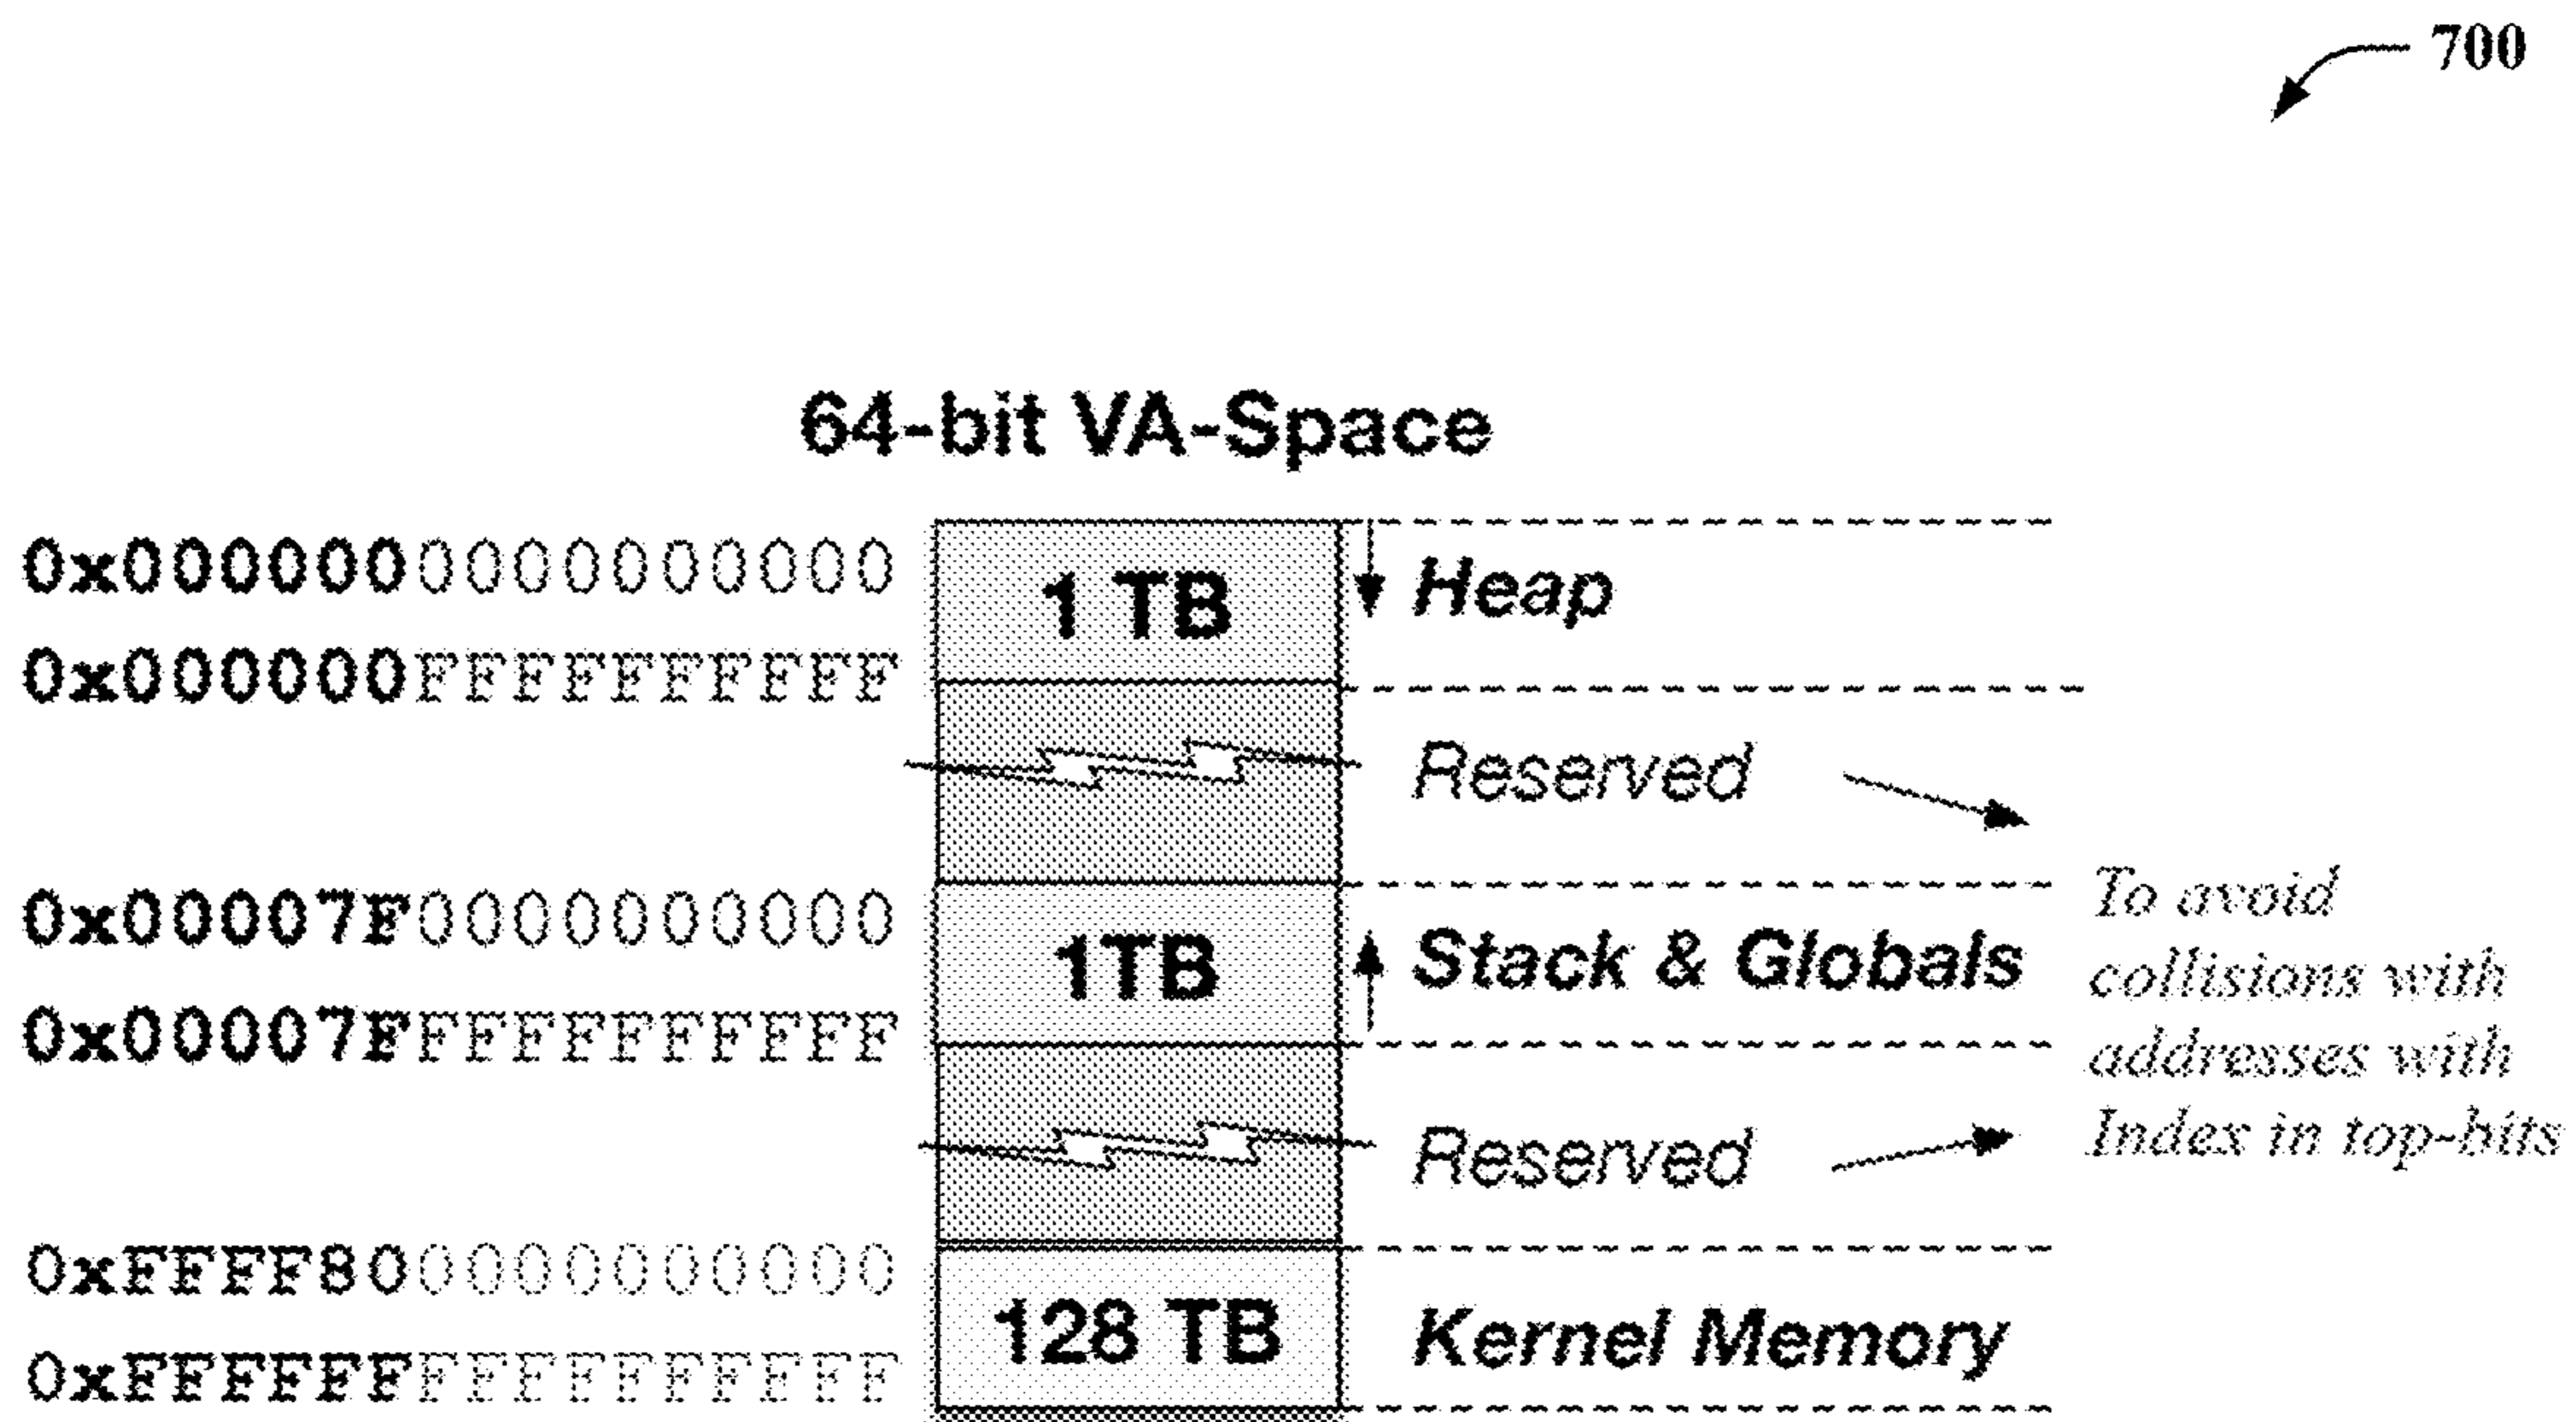 700
64-bit VA-Space
0x0000000000000000
1 TB
Heap
0x000000FFFFFFFFFF
Reserved
0x00007F0000000000
1TB
Stack & Globals
0x00007FFFFFFFFFFF
To avoid
collisions with
addresses with
Index in top-bits
Reserved
0xFFFF800000000000
128 TB
Kernel Memory
0xFFFFFFFFFFFFFFFF